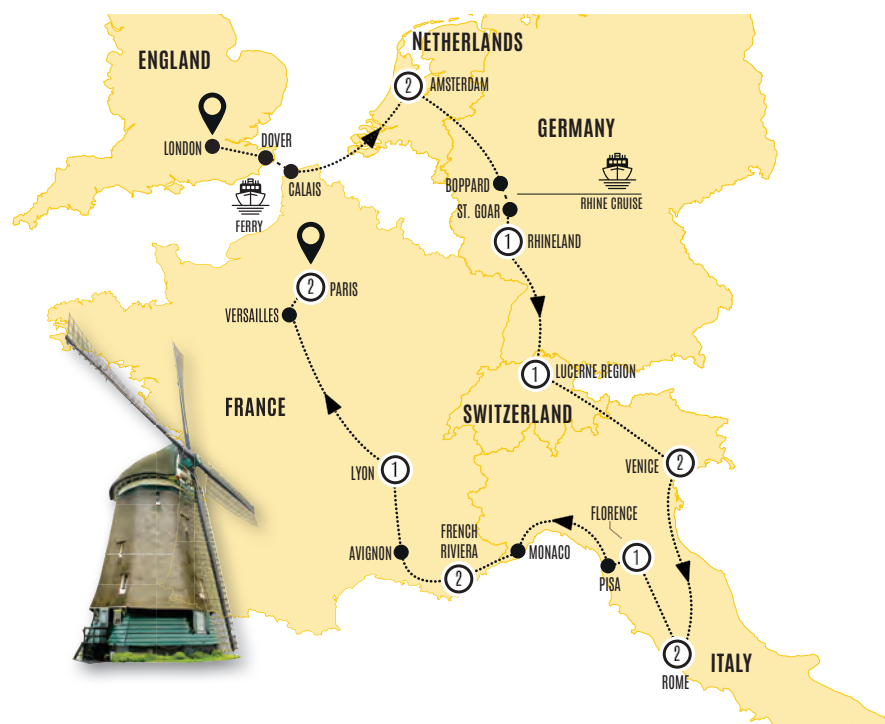 NETHERLANDS
ENGLAND
2
AMSTERDAM
GERMANY
DOVER
LONDON
CALAIS
BOPPARD
RHINE CRUISE
ST. GOAR
FERRY
1
RHINELAND
2
PARIS
VERSAILLES
1
LUCERNE REGION
FRANCE
SWITZERLAND
LYON
1
VENICE
2
FLORENCE
FRENCH
RIVIERA
AVIGNON
MONACO
1
PISA
2
2
ITALY
ROME